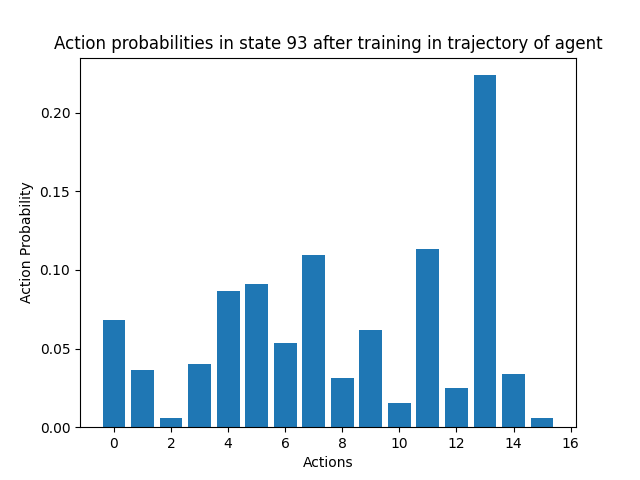 Action probabilities in state 93 after training in trajectory of agent
Action Probability
0.20
0.15
0.10
0.05
0.00
0 2 4 6 8 10 12 14 16
Actions